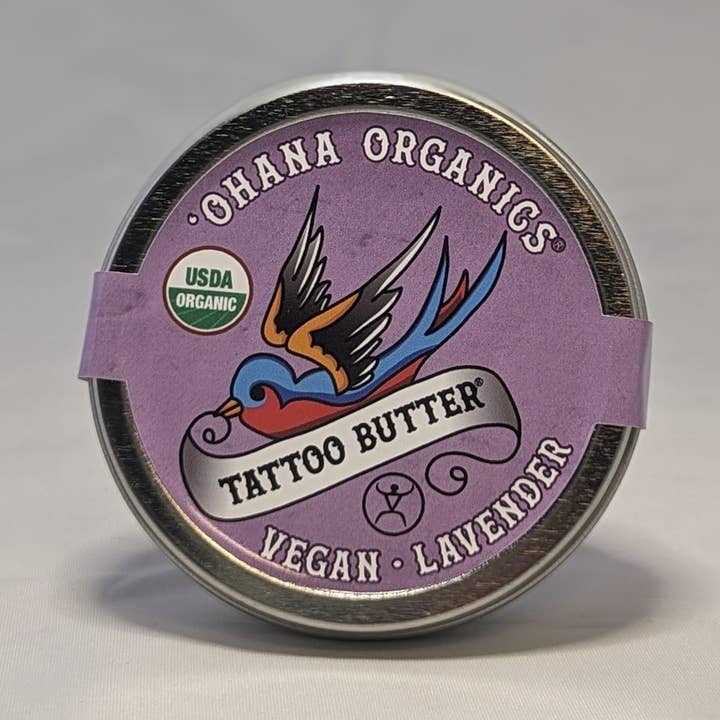 ‘OHANA ORGANICS®
USDA
ORGANIC
TATTOO BUTTER®
VEGAN · LAVENDER